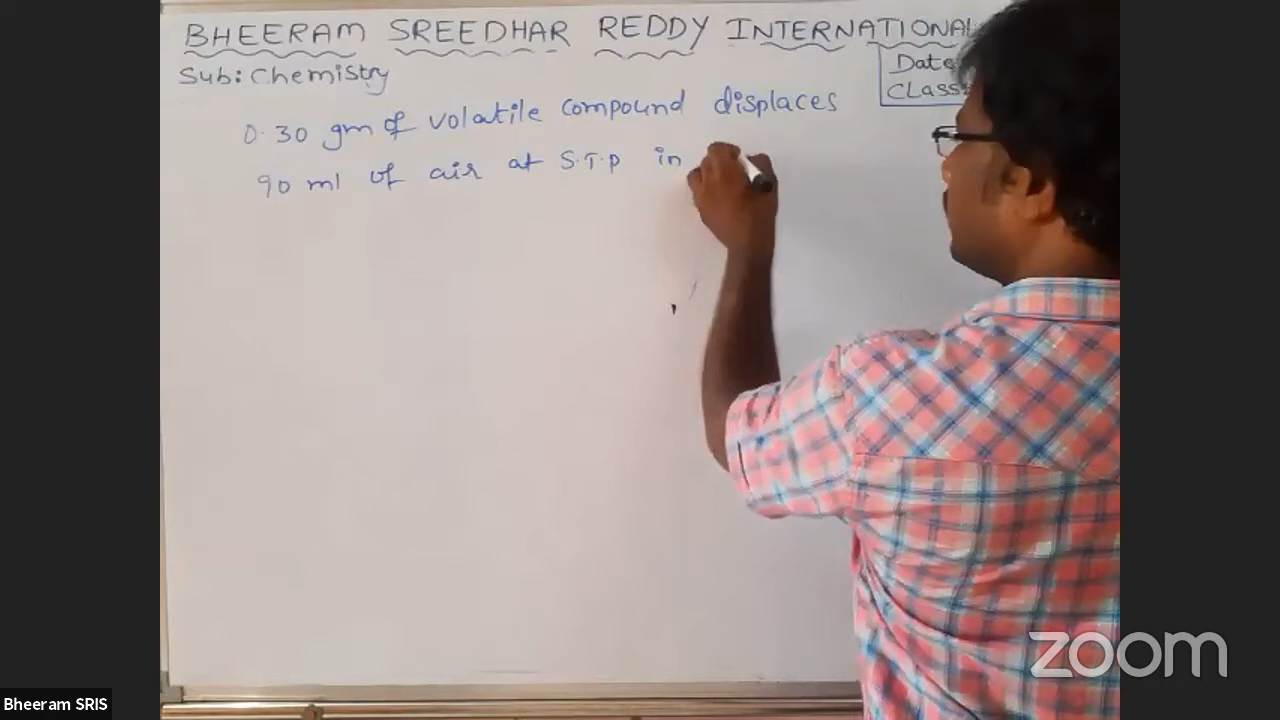 BHEERAM SREEDHAR REDDY INTERNATIONAL
Sub: Chemistry
Date
CLass:
0.30 gm of volatile compound displaces
90 ml of air at S.T.P in
zoom
Bheeram SRIS